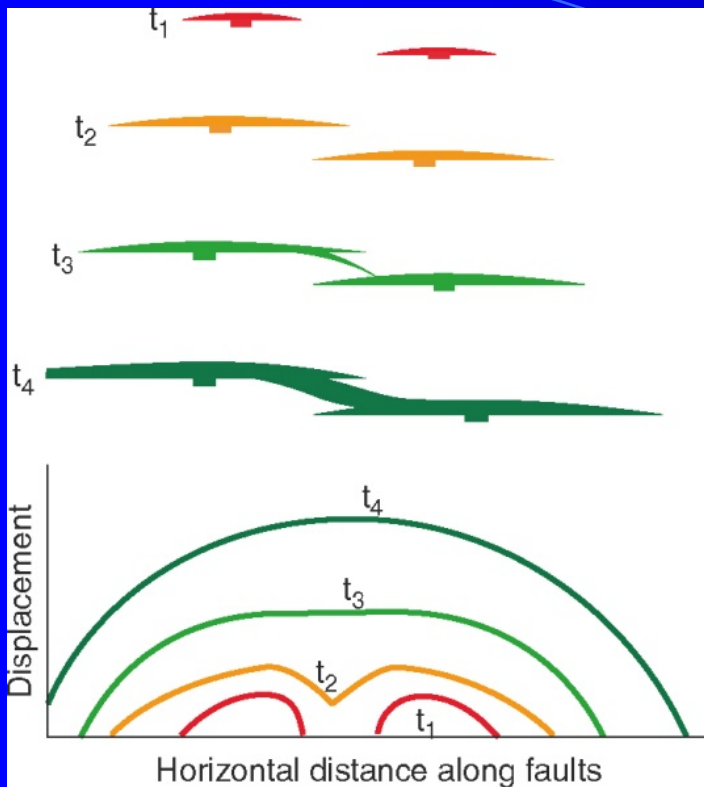 t1
t2
t3
t4
t4
t3
t2
t1
Displacement
Horizontal distance along faults